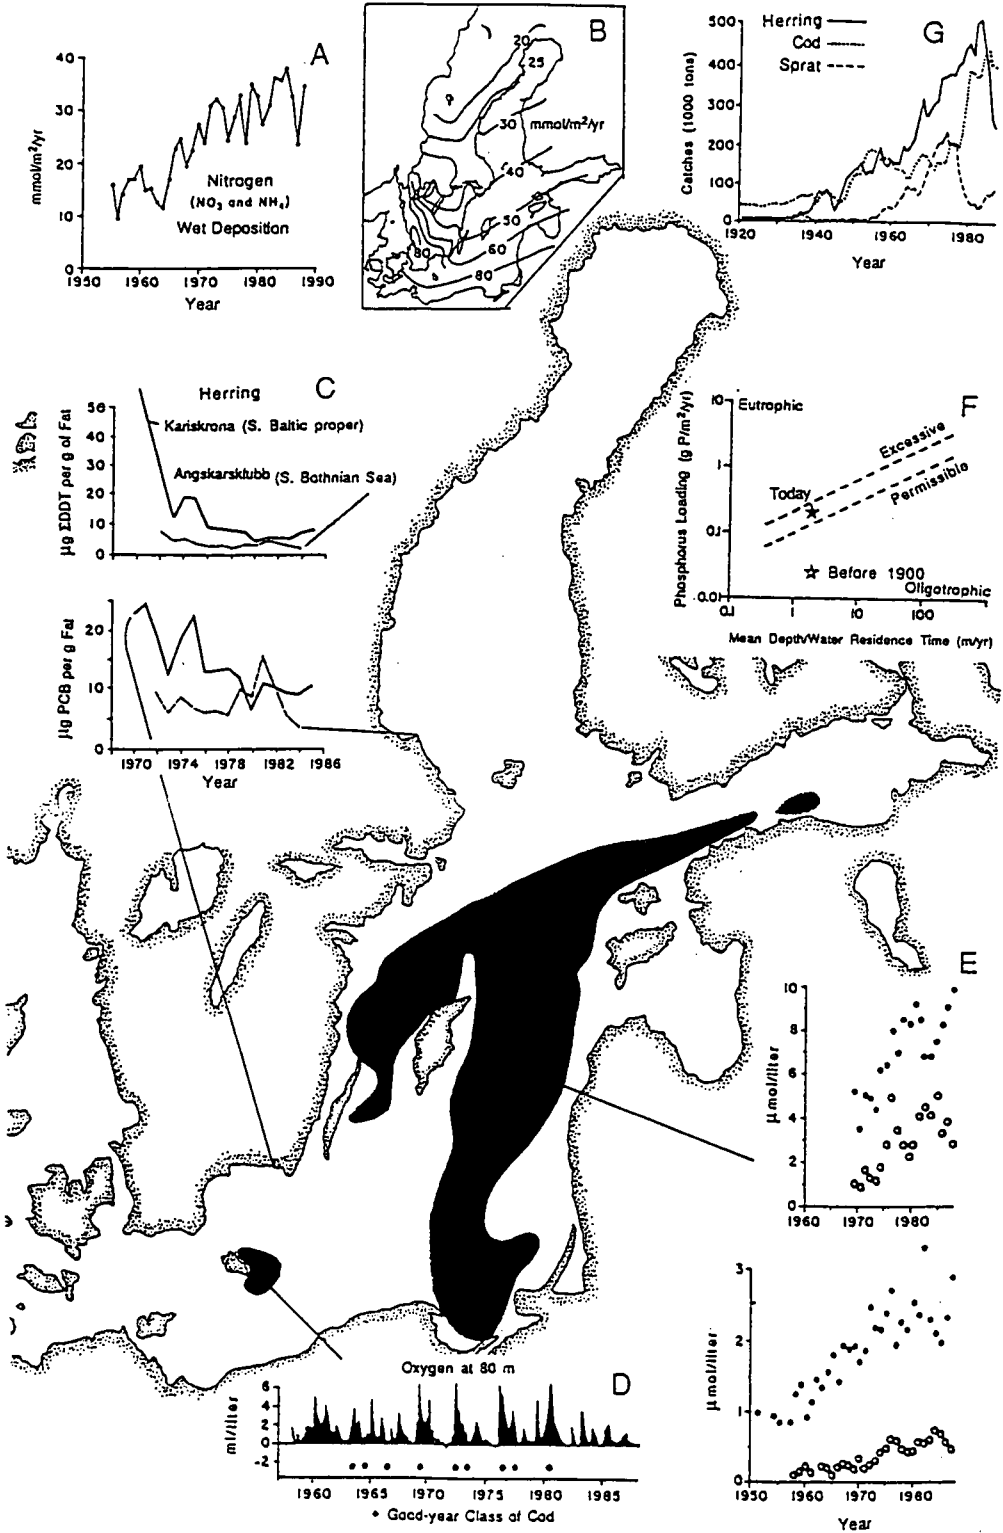 A
40
30
20
10
0
mmol/m²/yr
Nitrogen
(NO₃ and NH₄)
Wet Deposition
1950 1960 1970 1980 1990
Year
B
20
25
30 mmol/m²/yr
40
50
60
80
80
G
Herring
Cod
Sprat
500
400
300
200
100
0
Catches (1000 tons)
1920 1940 1960 1980
Year
C
Herring
56
40
30
20
10
0
µg ΣDDT per g of Fat
Kariskrona (S. Baltic proper)
Angskarsklubb (S. Bothnian Sea)
20
10
0
µg PCB per g Fat
1970 1974 1978 1982 1986
Year
F
10
1
0.1
.01
Phosphorus Loading (g P/m²/yr)
Eutrophic
Excessive
Permissible
Today
Before 1900
Oligotrophic
0.1 1 10 100
Mean Depth/Water Residence Time (m/yr)
E
10
8
6
4
2
0
µmol/liter
1960 1970 1980
3
2
1
0
µmol/liter
1950 1960 1970 1980
Year
D
Oxygen at 80 m
6
4
2
0
-2
ml/liter
1960 1965 1970 1975 1980 1985
• Good-year Class of Cod